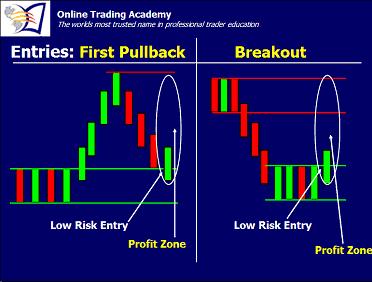 Online Trading Academy
The worlds most trusted name in professional trader education
Entries: First Pullback
Breakout
Low Risk Entry
Low Risk Entry
Profit Zone
Profit Zone